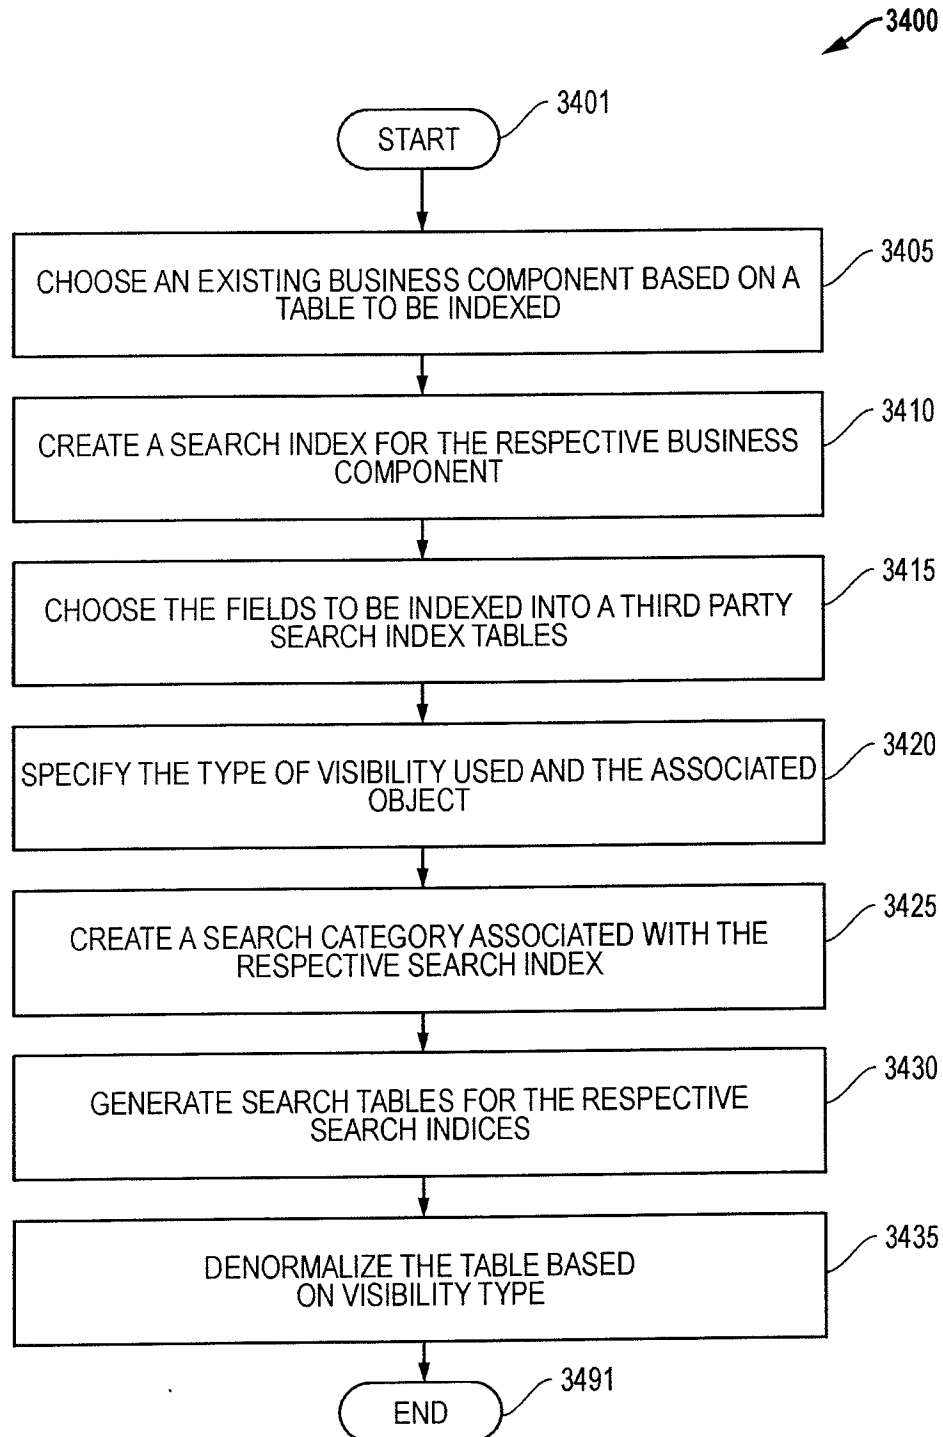 3400
START
3401
CHOOSE AN EXISTING BUSINESS COMPONENT BASED ON A
TABLE TO BE INDEXED
3405
CREATE A SEARCH INDEX FOR THE RESPECTIVE BUSINESS
COMPONENT
3410
CHOOSE THE FIELDS TO BE INDEXED INTO A THIRD PARTY
SEARCH INDEX TABLES
3415
SPECIFY THE TYPE OF VISIBILITY USED AND THE ASSOCIATED
OBJECT
3420
CREATE A SEARCH CATEGORY ASSOCIATED WITH THE
RESPECTIVE SEARCH INDEX
3425
GENERATE SEARCH TABLES FOR THE RESPECTIVE
SEARCH INDICES
3430
DENORMALIZE THE TABLE BASED
ON VISIBILITY TYPE
3435
END
3491